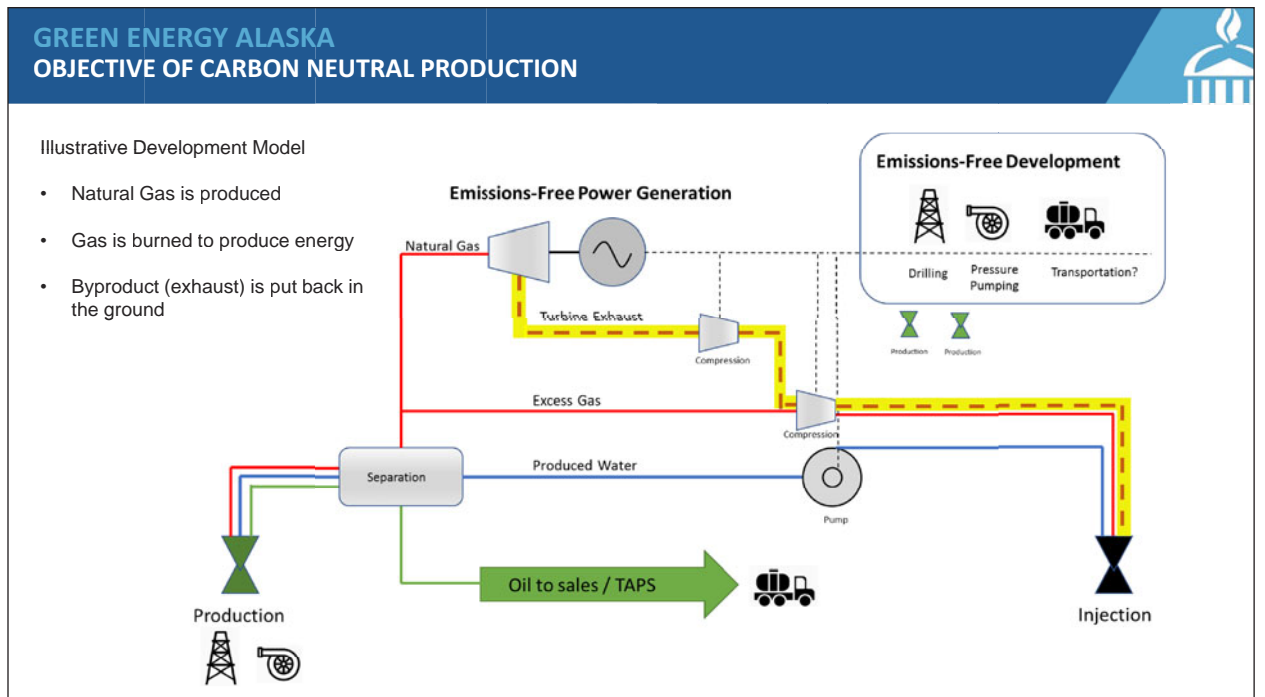 GREEN ENERGY ALASKA
OBJECTIVE OF CARBON NEUTRAL PRODUCTION
Illustrative Development Model
• Natural Gas is produced
• Gas is burned to produce energy
• Byproduct (exhaust) is put back in
the ground
Emissions-Free Power Generation
Emissions-Free Development
Natural Gas
Drilling
Pressure
Pumping
Transportation?
Turbine Exhaust
Compression
Production
Production
Excess Gas
Compression
Separation
Produced Water
Pump
Oil to sales / TAPS
Production
Injection